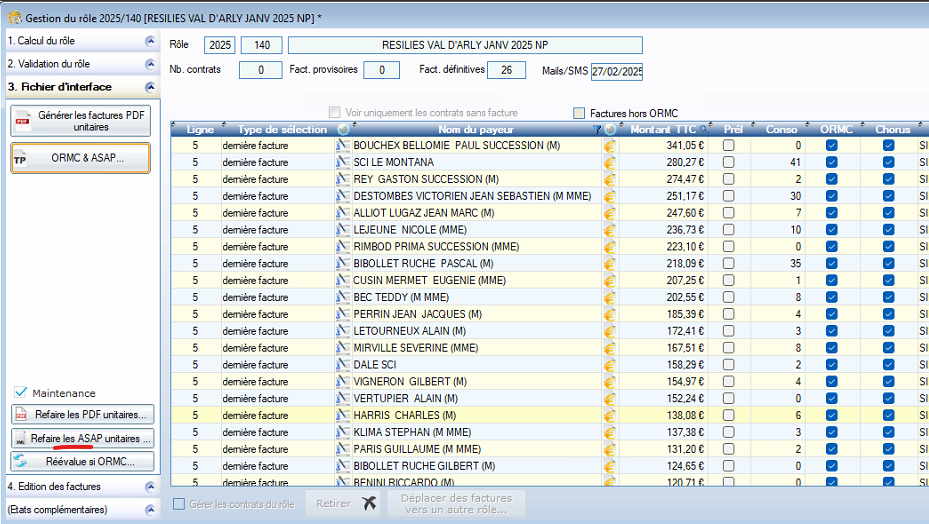 Gestion du rôle 2025/140 [RESILIES VAL D'ARLY JANV 2025 NP] *
1. Calcul du rôle
2. Validation du rôle
3. Fichier d'interface
PDF
Générer les factures PDF
unitaires
TP
ORMC & ASAP...
Maintenance
Refaire les PDF unitaires...
XML
Refaire les ASAP unitaires ...
Réévalue si ORMC...
4. Edition des factures
(Etats complémentaires)
Rôle 2025 140 RESILIES VAL D'ARLY JANV 2025 NP
Nb. contrats 0 Fact. provisoires 0 Fact. définitives 26 Mails/SMS 27/02/2025
Voir uniquement les contrats sans facture Factures hors ORMC
Ligne Type de sélection Nom du payeur Montant TTC Prél Conso ORMC Chorus
5 dernière facture BOUCHEX BELLOMIE PAUL SUCCESSION (M) 341,05 € 0 SI
5 dernière facture SCI LE MONTANA 280,27 € 41 SI
5 dernière facture REY GASTON SUCCESSION (M) 274,47 € 2 SI
5 dernière facture DESTOMBES VICTORIEN JEAN SEBASTIEN (M MME) 251,17 € 30 SI
5 dernière facture ALLIOT LUGAZ JEAN MARC (M) 247,60 € 7 SI
5 dernière facture LEJEUNE NICOLE (MME) 236,73 € 10 SI
5 dernière facture RIMBOD PRIMA SUCCESSION (MME) 223,10 € 0 SI
5 dernière facture BIBOLLET RUCHE PASCAL (M) 218,09 € 35 SI
5 dernière facture CUSIN MERMET EUGENIE (MME) 207,25 € 1 SI
5 dernière facture BEC TEDDY (M MME) 202,55 € 8 SI
5 dernière facture PERRIN JEAN JACQUES (M) 185,39 € 4 SI
5 dernière facture LETOURNEUX ALAIN (M) 172,41 € 3 SI
5 dernière facture MIRVILLE SEVERINE (MME) 167,51 € 8 SI
5 dernière facture DALE SCI 158,29 € 2 SI
5 dernière facture VIGNERON GILBERT (M) 154,97 € 4 SI
5 dernière facture VERTUPIER ALAIN (M) 152,24 € 0 SI
5 dernière facture HARRIS CHARLES (M) 138,08 € 6 SI
5 dernière facture KLIMA STEPHAN (M MME) 137,38 € 3 SI
5 dernière facture PARIS GUILLAUME (M MME) 131,20 € 2 SI
5 dernière facture BIBOLLET RUCHE GILBERT (M) 124,65 € 0 SI
5 dernière facture BENINI RICCARDO (M) 120,71 € 0 SI
Gérer les contrats du rôle Retirer Déplacer des factures
vers un autre rôle...